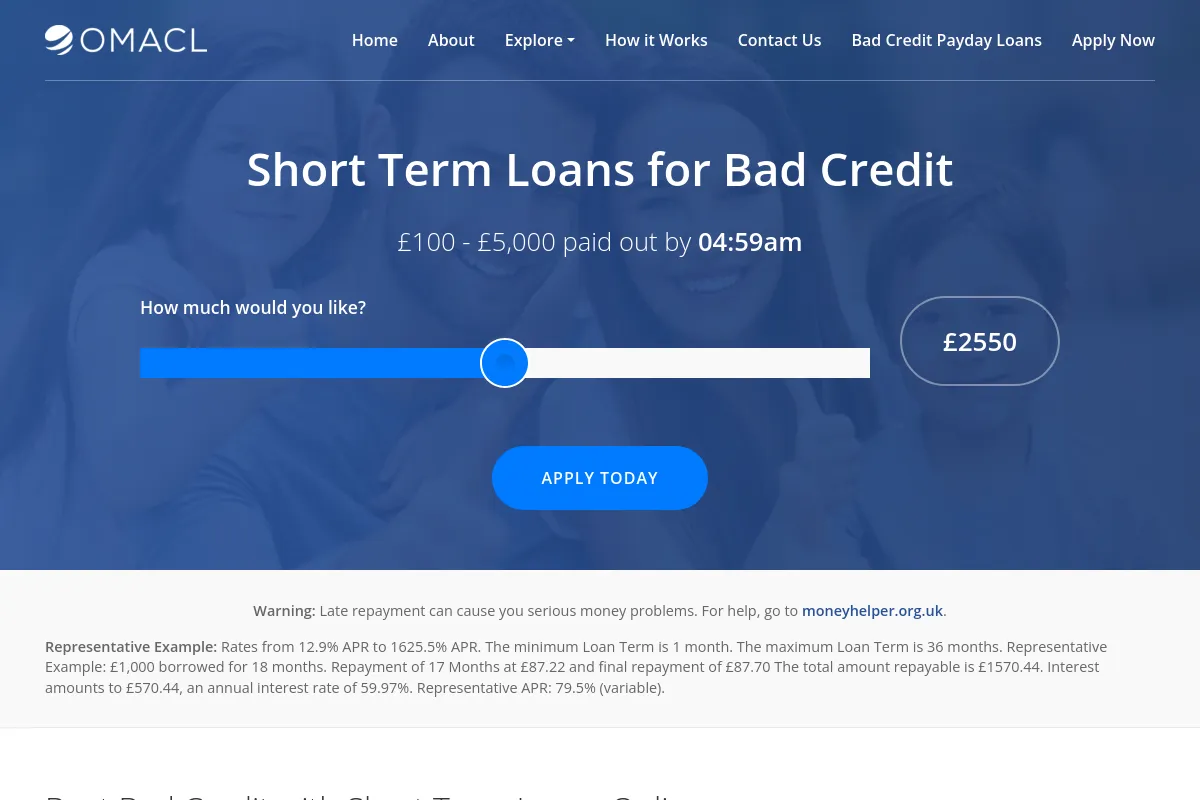 OMACL
Home About Explore How it Works Contact Us Bad Credit Payday Loans Apply Now
Short Term Loans for Bad Credit
£100 - £5,000 paid out by 04:59am
How much would you like?
£2550
APPLY TODAY
Warning: Late repayment can cause you serious money problems. For help, go to moneyhelper.org.uk.
Representative Example: Rates from 12.9% APR to 1625.5% APR. The minimum Loan Term is 1 month. The maximum Loan Term is 36 months. Representative
Example: £1,000 borrowed for 18 months. Repayment of 17 Months at £87.22 and final repayment of £87.70 The total amount repayable is £1570.44. Interest
amounts to £570.44, an annual interest rate of 59.97%. Representative APR: 79.5% (variable).